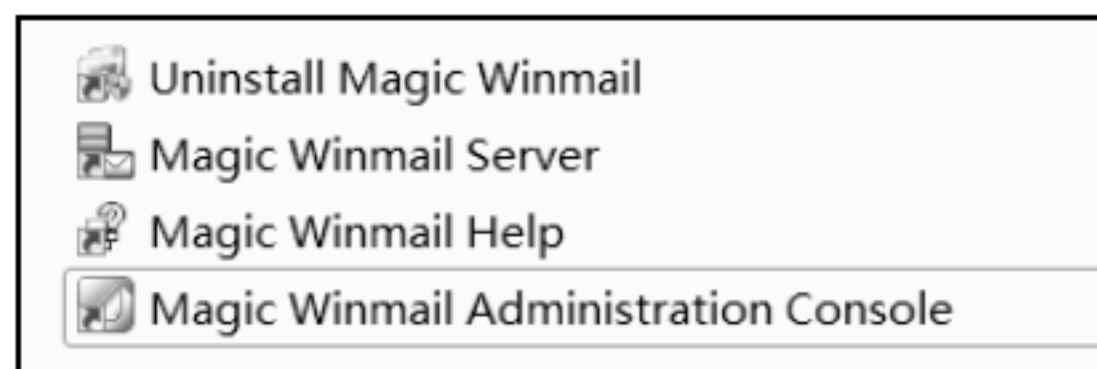 Uninstall Magic Winmail
Magic Winmail Server
Magic Winmail Help
Magic Winmail Administration Console